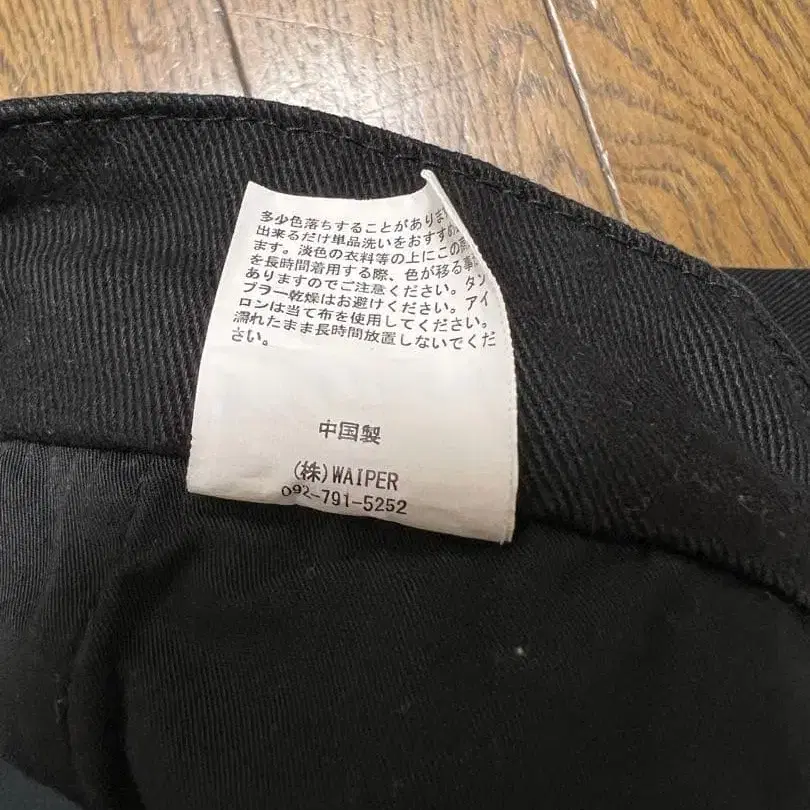 多少色落ちすることがありま
出来るだけ単品洗いをおすす
ます。淡色の衣料等の上にこの
を長時間着用する際、色が移る事
ありますのでご注意ください。タン
ブラー乾燥はお避けください。アイ
ロンは当て布を使用してください。
濡れたまま長時間放置しないでくだ
さい。
中国製
(株)WAIPER
092-791-5252